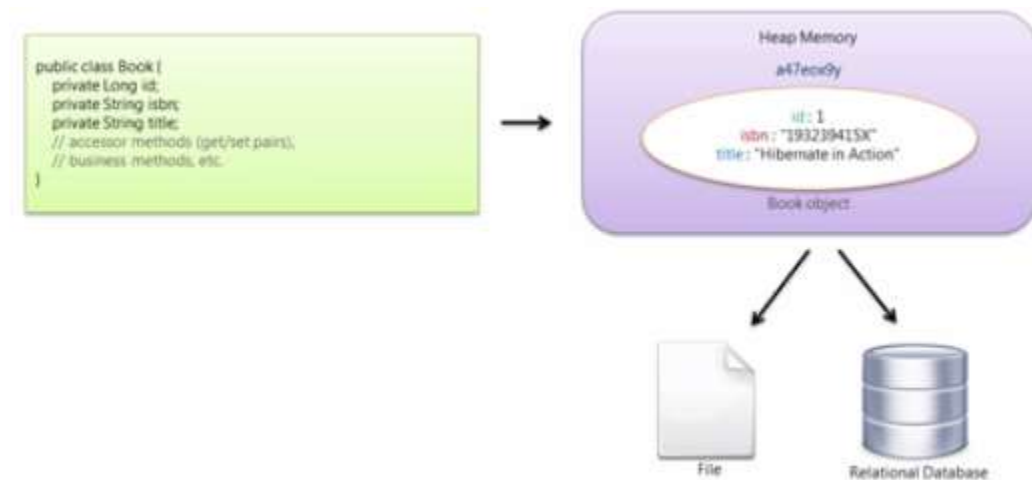 public class Book {
private Long id;
private String isbn;
private String title;
// accessor methods (get/set pairs),
// business methods, etc.
}
Heap Memory
a47eox9y
id : 1
isbn : "193239415X"
title : "Hibernate in Action"
Book object
File
Relational Database